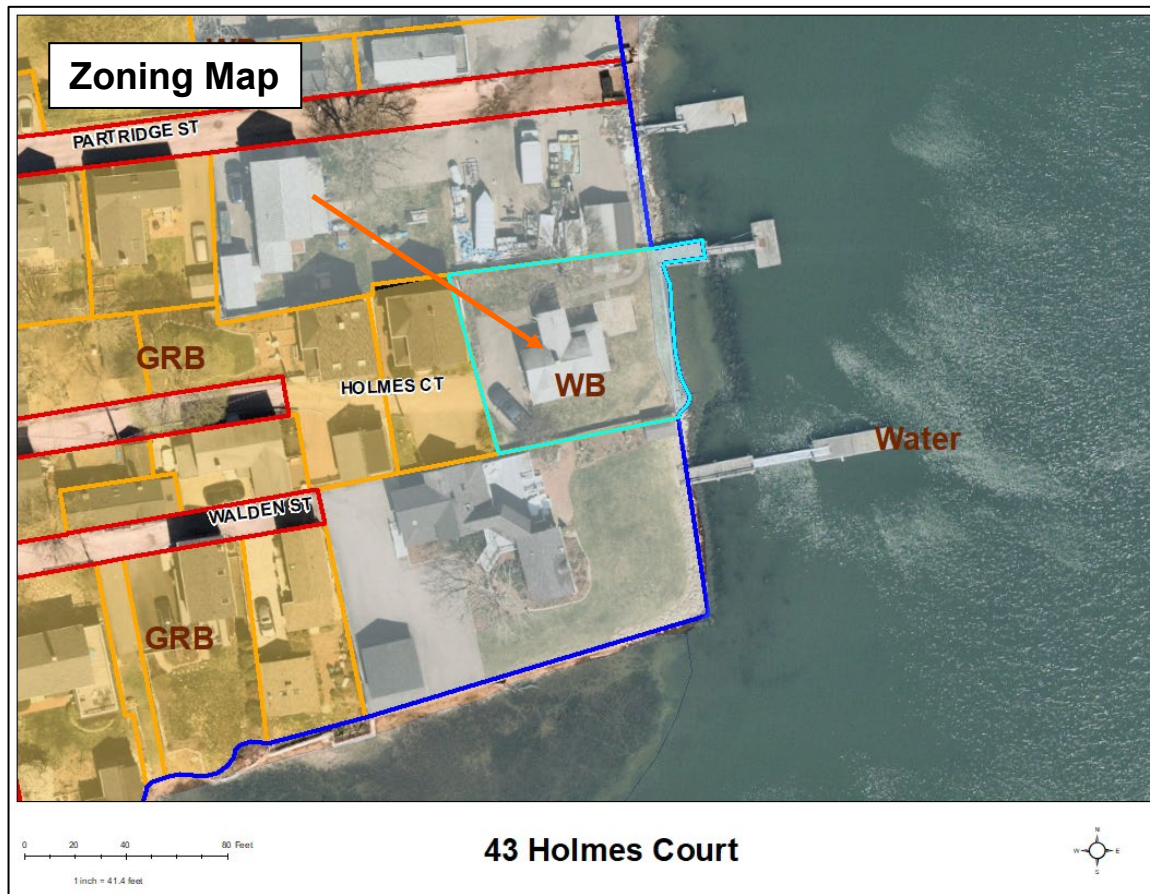 WB
Zoning Map
PARTRIDGE ST
GRB
HOLMES CT
WB
Water
WALDEN ST
GRB
0 20 40 80 Feet
1 inch = 41.4 feet
43 Holmes Court
N
W E
S